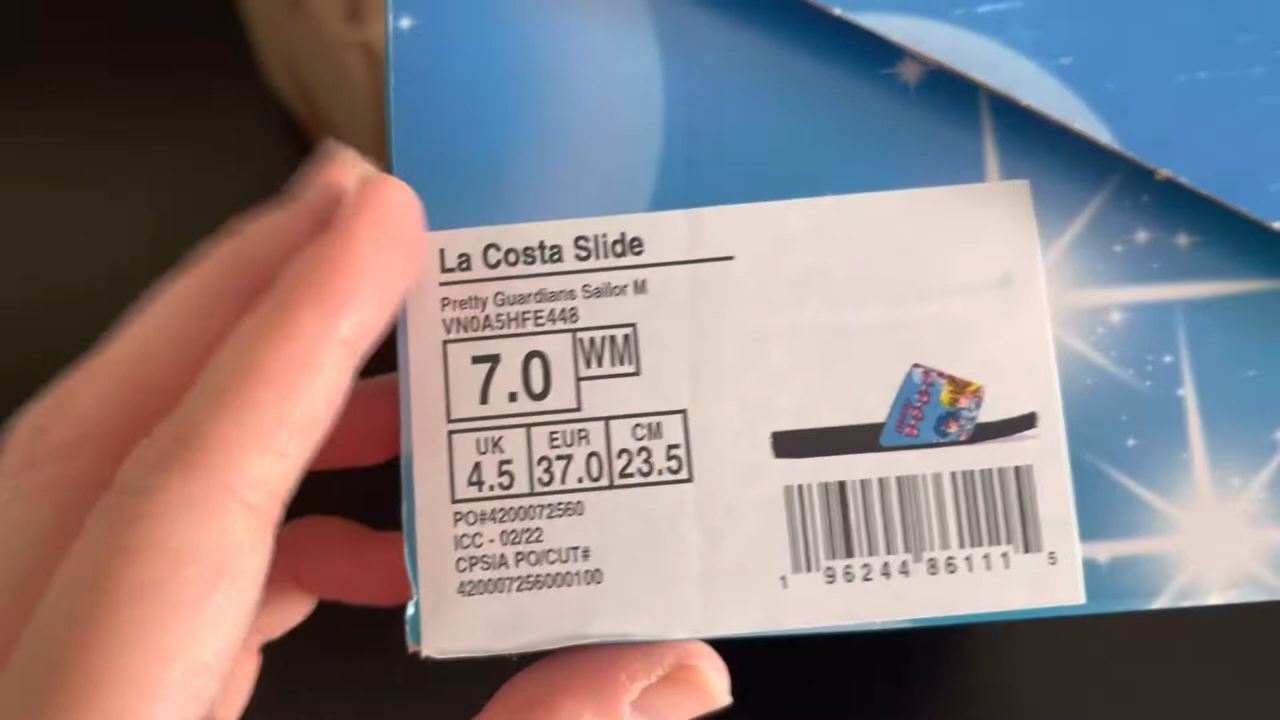 La Costa Slide
Pretty Guardians Sailor M
VN0A5HFE448
7.0 WM
UK EUR CM
4.5 37.0 23.5
PO#4200072560
ICC - 02/22
CPSIA PO/CUT#
420007256000100
1 96244 86111 5